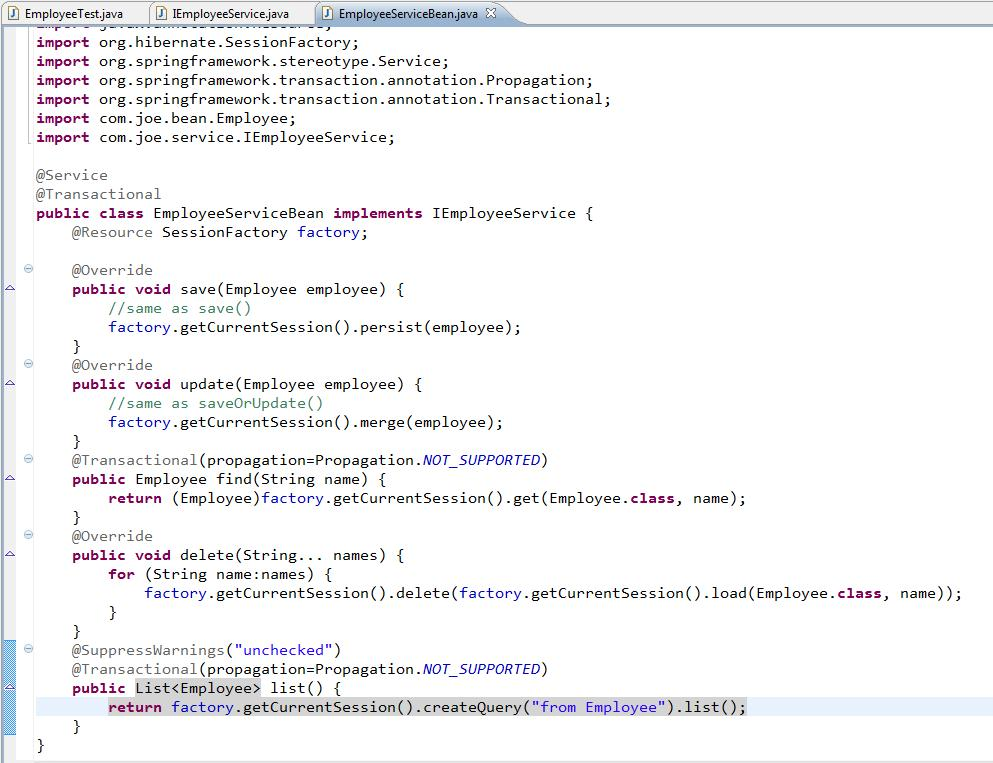 EmployeeTest.java IEmployeeService.java EmployeeServiceBean.java
import org.hibernate.SessionFactory;
import org.springframework.stereotype.Service;
import org.springframework.transaction.annotation.Propagation;
import org.springframework.transaction.annotation.Transactional;
import com.joe.bean.Employee;
import com.joe.service.IEmployeeService;

@Service
@Transactional
public class EmployeeServiceBean implements IEmployeeService {
    @Resource SessionFactory factory;

    @Override
    public void save(Employee employee) {
        //same as save()
        factory.getCurrentSession().persist(employee);
    }
    @Override
    public void update(Employee employee) {
        //same as saveOrUpdate()
        factory.getCurrentSession().merge(employee);
    }
    @Transactional(propagation=Propagation.NOT_SUPPORTED)
    public Employee find(String name) {
        return (Employee)factory.getCurrentSession().get(Employee.class, name);
    }
    @Override
    public void delete(String... names) {
        for (String name:names) {
            factory.getCurrentSession().delete(factory.getCurrentSession().load(Employee.class, name));
        }
    }
    @SuppressWarnings("unchecked")
    @Transactional(propagation=Propagation.NOT_SUPPORTED)
    public List<Employee> list() {
        return factory.getCurrentSession().createQuery("from Employee").list();
    }
}